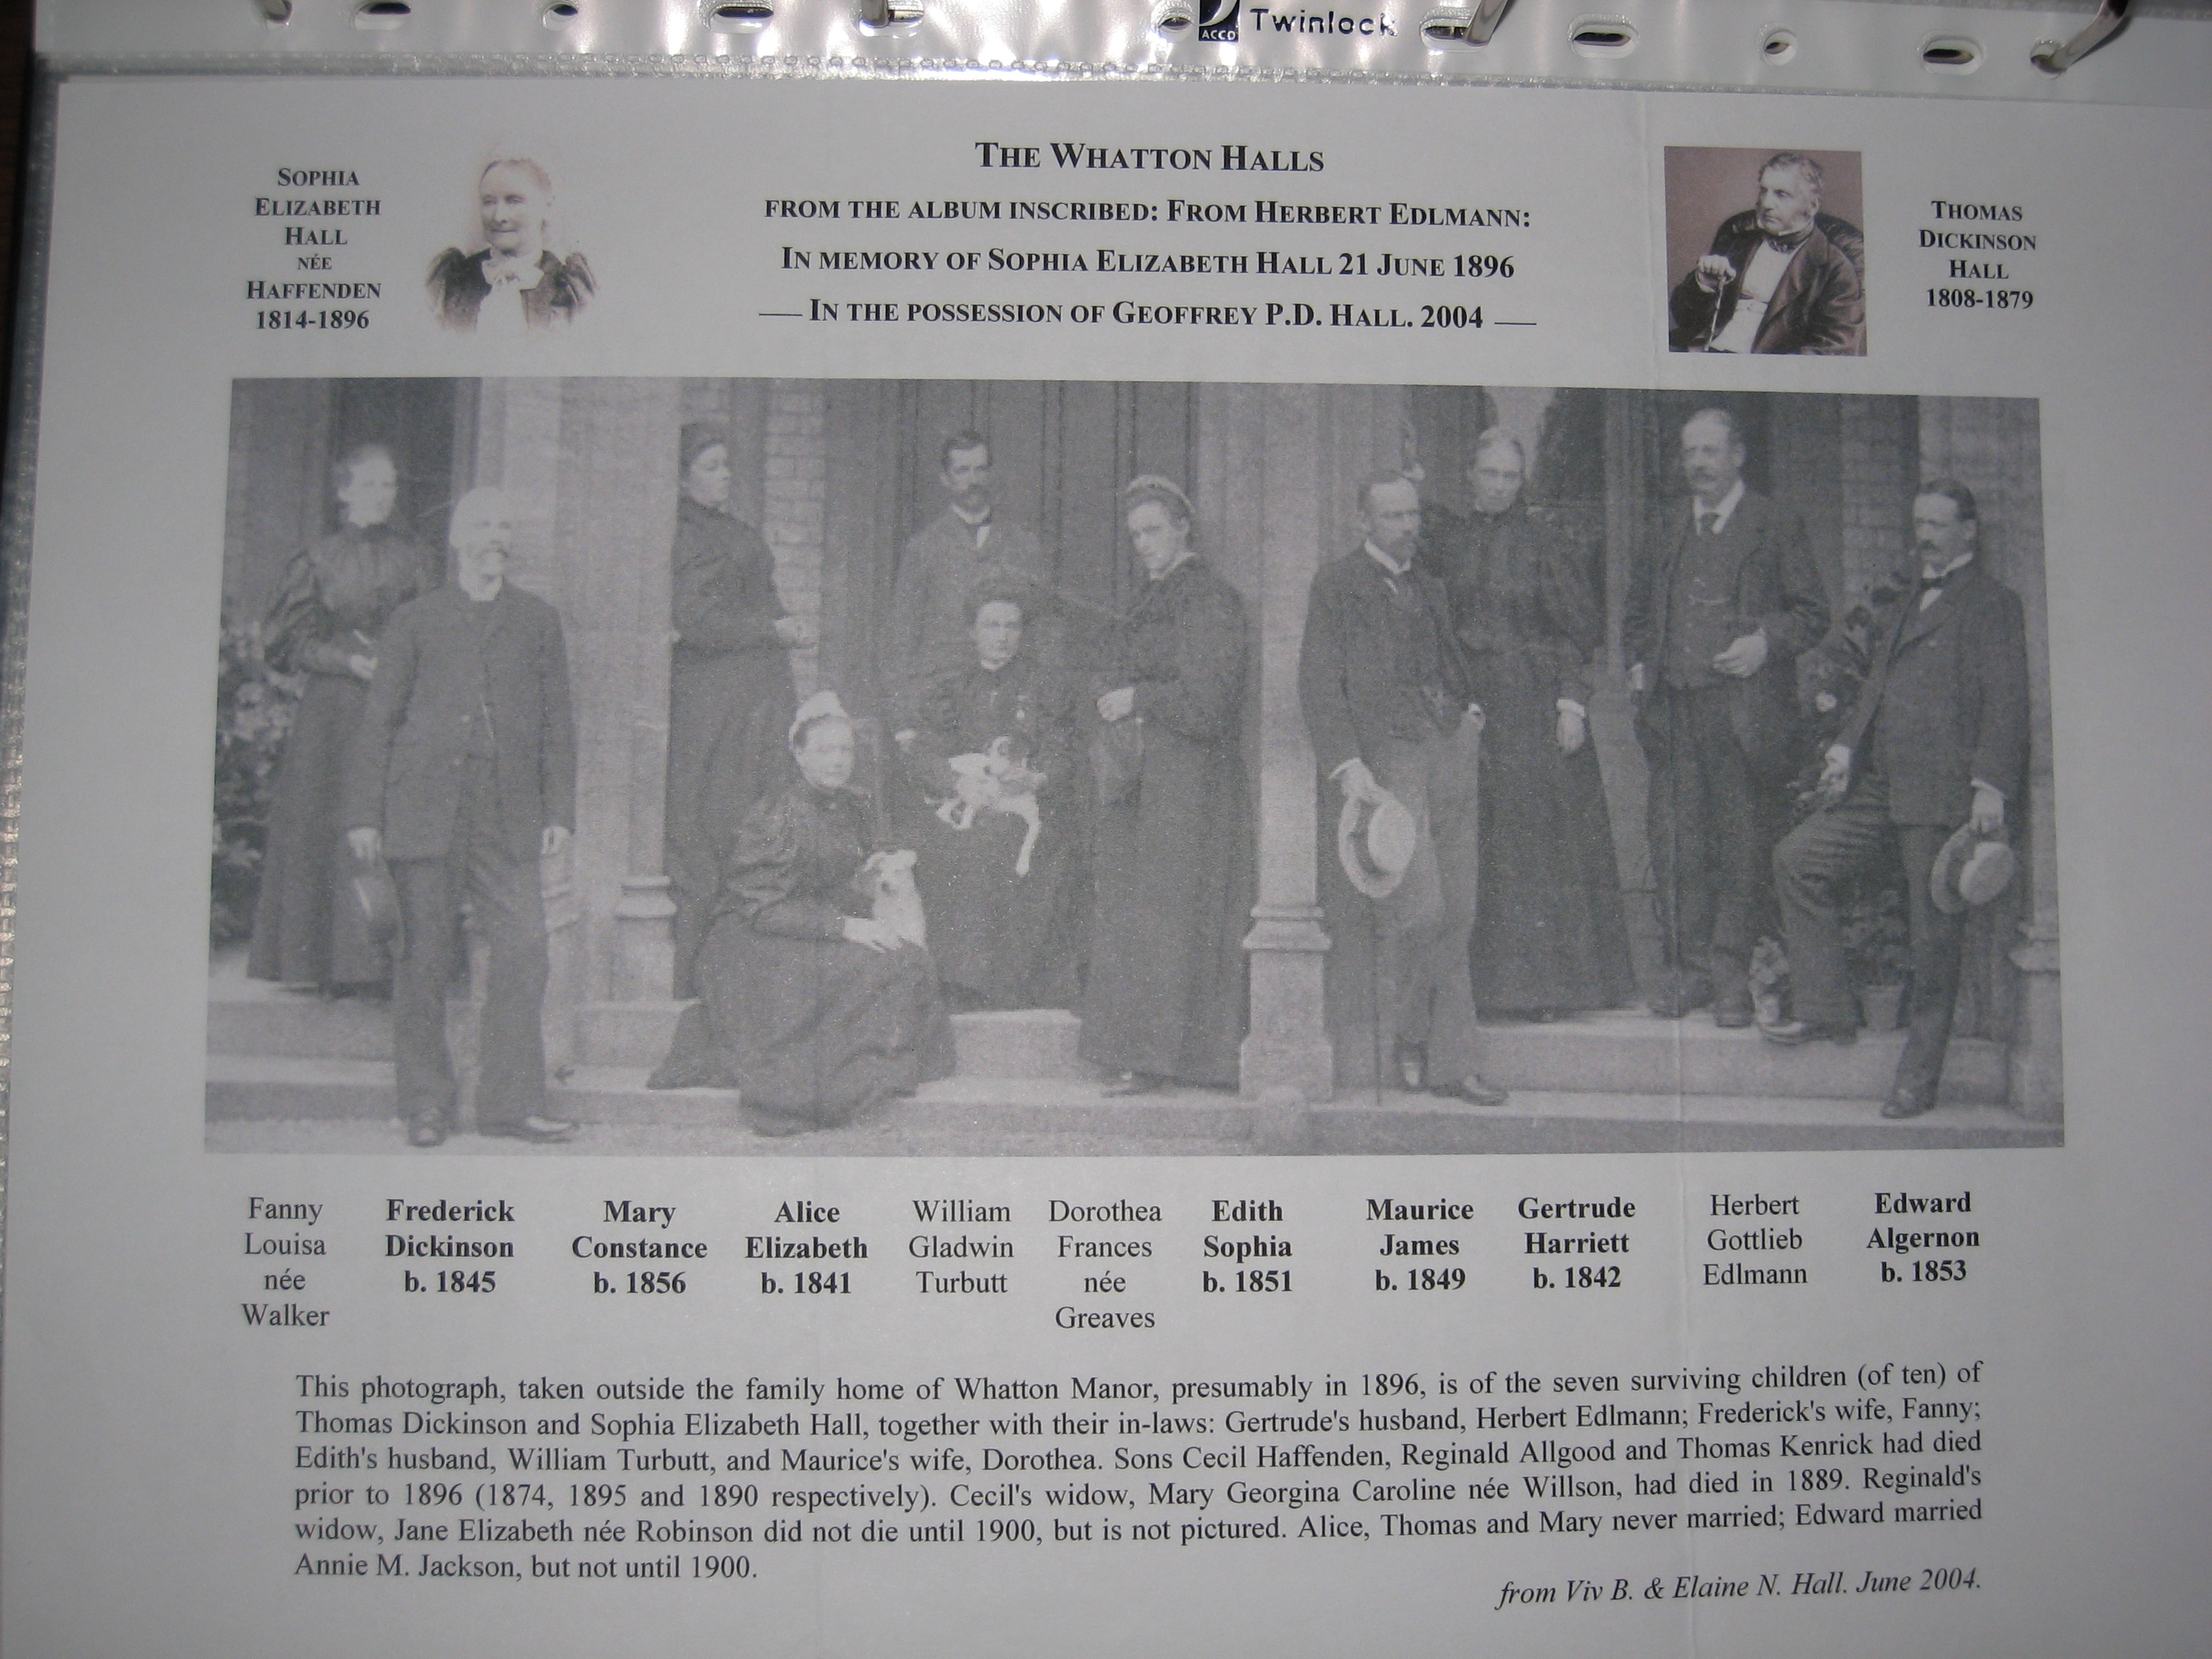 ACCO
Twinlock
SOPHIA
ELIZABETH
HALL
NÉE
HAFFENDEN
1814-1896
THE WHATTON HALLS
FROM THE ALBUM INSCRIBED: FROM HERBERT EDLMANN:
IN MEMORY OF SOPHIA ELIZABETH HALL 21 JUNE 1896
— IN THE POSSESSION OF GEOFFREY P.D. HALL. 2004 —
THOMAS
DICKINSON
HALL
1808-1879
Fanny
Louisa
née
Walker
Frederick
Dickinson
b. 1845
Mary
Constance
b. 1856
Alice
Elizabeth
b. 1841
William
Gladwin
Turbutt
Dorothea
Frances
née
Greaves
Edith
Sophia
b. 1851
Maurice
James
b. 1849
Gertrude
Harriett
b. 1842
Herbert
Gottlieb
Edlmann
Edward
Algernon
b. 1853
This photograph, taken outside the family home of Whatton Manor, presumably in 1896, is of the seven surviving children (of ten) of
Thomas Dickinson and Sophia Elizabeth Hall, together with their in-laws: Gertrude's husband, Herbert Edlmann; Frederick's wife, Fanny;
Edith's husband, William Turbutt, and Maurice's wife, Dorothea. Sons Cecil Haffenden, Reginald Allgood and Thomas Kenrick had died
prior to 1896 (1874, 1895 and 1890 respectively). Cecil's widow, Mary Georgina Caroline née Willson, had died in 1889. Reginald's
widow, Jane Elizabeth née Robinson did not die until 1900, but is not pictured. Alice, Thomas and Mary never married; Edward married
Annie M. Jackson, but not until 1900.
from Viv B. & Elaine N. Hall. June 2004.